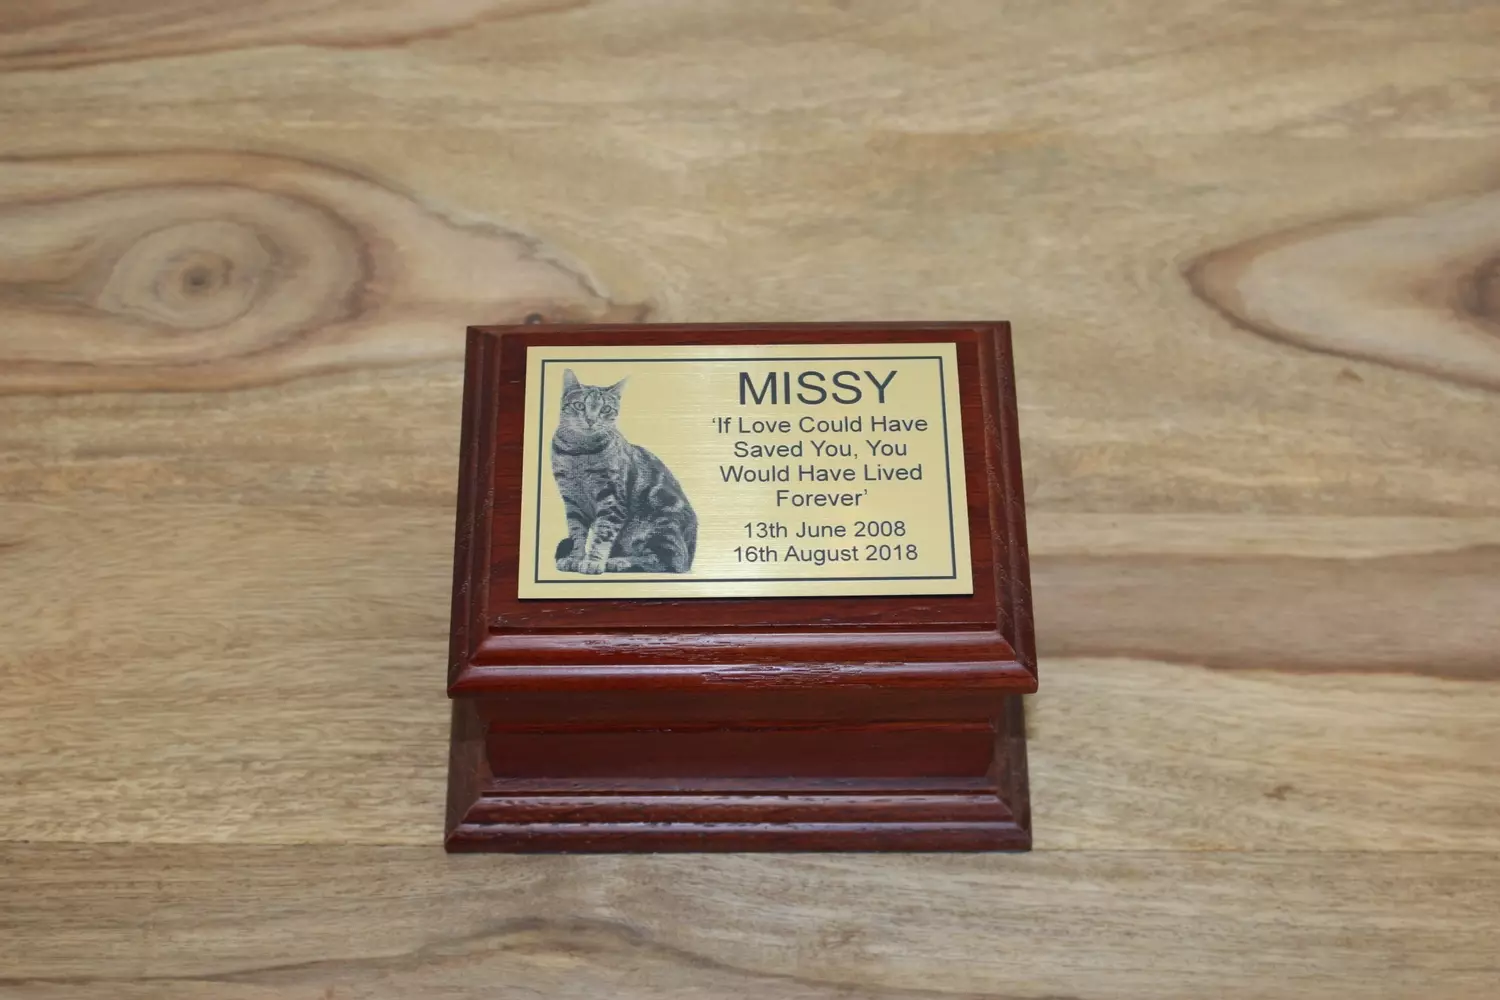 MISSY
‘If Love Could Have
Saved You, You
Would Have Lived
Forever’
13th June 2008
16th August 2018